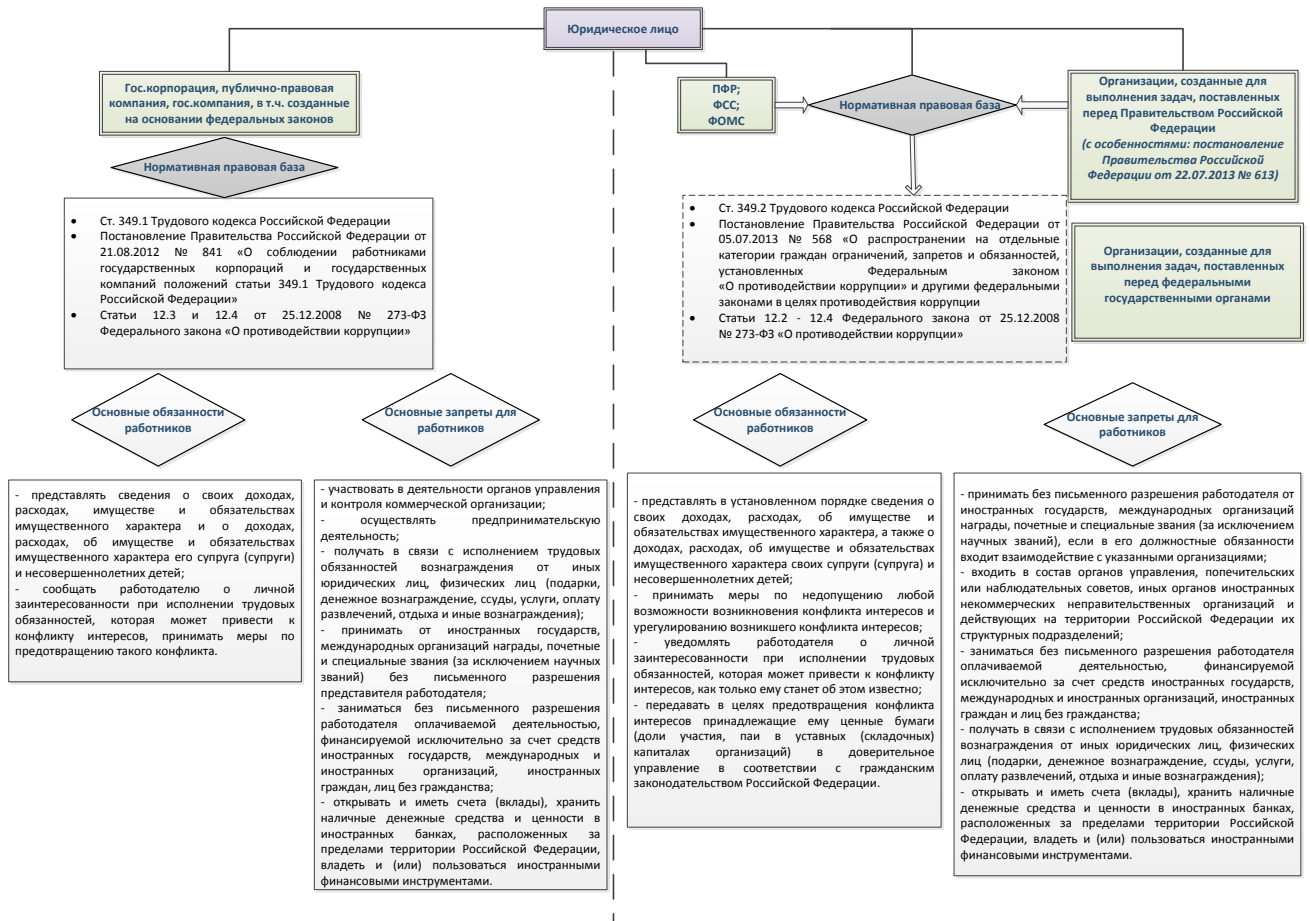 Юридическое лицо
Гос.корпорация, публично-правовая
компания, гос.компания, в т.ч. созданные
на основании федеральных законов
Нормативная правовая база
• Ст. 349.1 Трудового кодекса Российской Федерации
• Постановление Правительства Российской Федерации от
21.08.2012 № 841 «О соблюдении работниками
государственных корпораций и государственных
компаний положений статьи 349.1 Трудового кодекса
Российской Федерации»
• Статьи 12.3 и 12.4 от 25.12.2008 № 273-ФЗ
Федерального закона «О противодействии коррупции»
Основные обязанности
работников
- представлять сведения о своих доходах,
расходах, имуществе и обязательствах
имущественного характера и о доходах,
расходах, об имуществе и обязательствах
имущественного характера его супруга (супруги)
и несовершеннолетних детей;
- сообщать работодателю о личной
заинтересованности при исполнении трудовых
обязанностей, которая может привести к
конфликту интересов, принимать меры по
предотвращению такого конфликта.
Основные запреты для
работников
- участвовать в деятельности органов управления
и контроля коммерческой организации;
- осуществлять предпринимательскую
деятельность;
- получать в связи с исполнением трудовых
обязанностей вознаграждения от иных
юридических лиц, физических лиц (подарки,
денежное вознаграждение, ссуды, услуги, оплату
развлечений, отдыха и иные вознаграждения);
- принимать от иностранных государств,
международных организаций награды, почетные
и специальные звания (за исключением научных
званий) без письменного разрешения
представителя работодателя;
- заниматься без письменного разрешения
работодателя оплачиваемой деятельностью,
финансируемой исключительно за счет средств
иностранных государств, международных и
иностранных организаций, иностранных
граждан, лиц без гражданства;
- открывать и иметь счета (вклады), хранить
наличные денежные средства и ценности в
иностранных банках, расположенных за
пределами территории Российской Федерации,
владеть и (или) пользоваться иностранными
финансовыми инструментами.
ПФР;
ФСС;
ФОМС
Нормативная правовая база
Организации, созданные для
выполнения задач, поставленных
перед Правительством Российской
Федерации
(с особенностями: постановление
Правительства Российской
Федерации от 22.07.2013 № 613)
• Ст. 349.2 Трудового кодекса Российской Федерации
• Постановление Правительства Российской Федерации от
05.07.2013 № 568 «О распространении на отдельные
категории граждан ограничений, запретов и обязанностей,
установленных Федеральным законом
«О противодействии коррупции» и другими федеральными
законами в целях противодействия коррупции
• Статьи 12.2 - 12.4 Федерального закона от 25.12.2008
№ 273-ФЗ «О противодействии коррупции»
Организации, созданные для
выполнения задач, поставленных
перед федеральными
государственными органами
Основные обязанности
работников
- представлять в установленном порядке сведения о
своих доходах, расходах, об имуществе и
обязательствах имущественного характера, а также о
доходах, расходах, об имуществе и обязательствах
имущественного характера своих супруги (супруга) и
несовершеннолетних детей;
- принимать меры по недопущению любой
возможности возникновения конфликта интересов и
урегулированию возникшего конфликта интересов;
- уведомлять работодателя о личной
заинтересованности при исполнении трудовых
обязанностей, которая может привести к конфликту
интересов, как только ему станет об этом известно;
- передавать в целях предотвращения конфликта
интересов принадлежащие ему ценные бумаги
(доли участия, паи в уставных (складочных)
капиталах организаций) в доверительное
управление в соответствии с гражданским
законодательством Российской Федерации.
Основные запреты для
работников
- принимать без письменного разрешения работодателя от
иностранных государств, международных организаций
награды, почетные и специальные звания (за исключением
научных званий), если в его должностные обязанности
входит взаимодействие с указанными организациями;
- входить в состав органов управления, попечительских
или наблюдательных советов, иных органов иностранных
некоммерческих неправительственных организаций и
действующих на территории Российской Федерации их
структурных подразделений;
- заниматься без письменного разрешения работодателя
оплачиваемой деятельностью, финансируемой
исключительно за счет средств иностранных государств,
международных и иностранных организаций, иностранных
граждан и лиц без гражданства;
- получать в связи с исполнением трудовых обязанностей
вознаграждения от иных юридических лиц, физических
лиц (подарки, денежное вознаграждение, ссуды, услуги,
оплату развлечений, отдыха и иные вознаграждения);
- открывать и иметь счета (вклады), хранить наличные
денежные средства и ценности в иностранных банках,
расположенных за пределами территории Российской
Федерации, владеть и (или) пользоваться иностранными
финансовыми инструментами.